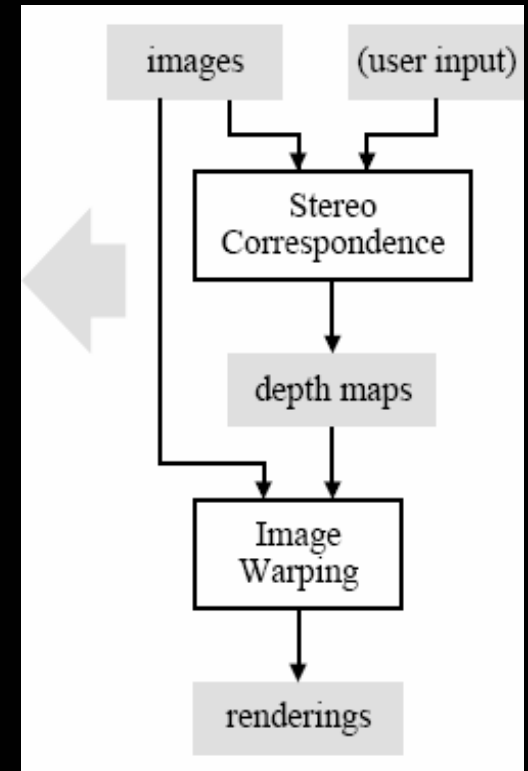 images
(user input)
Stereo
Correspondence
depth maps
Image
Warping
renderings